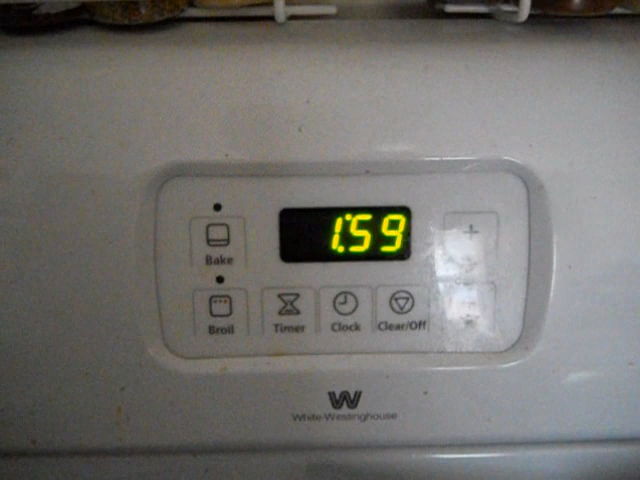 1:59
Bake
Broil
Timer
Clock
Clear/Off
+
-
W
White-Westinghouse